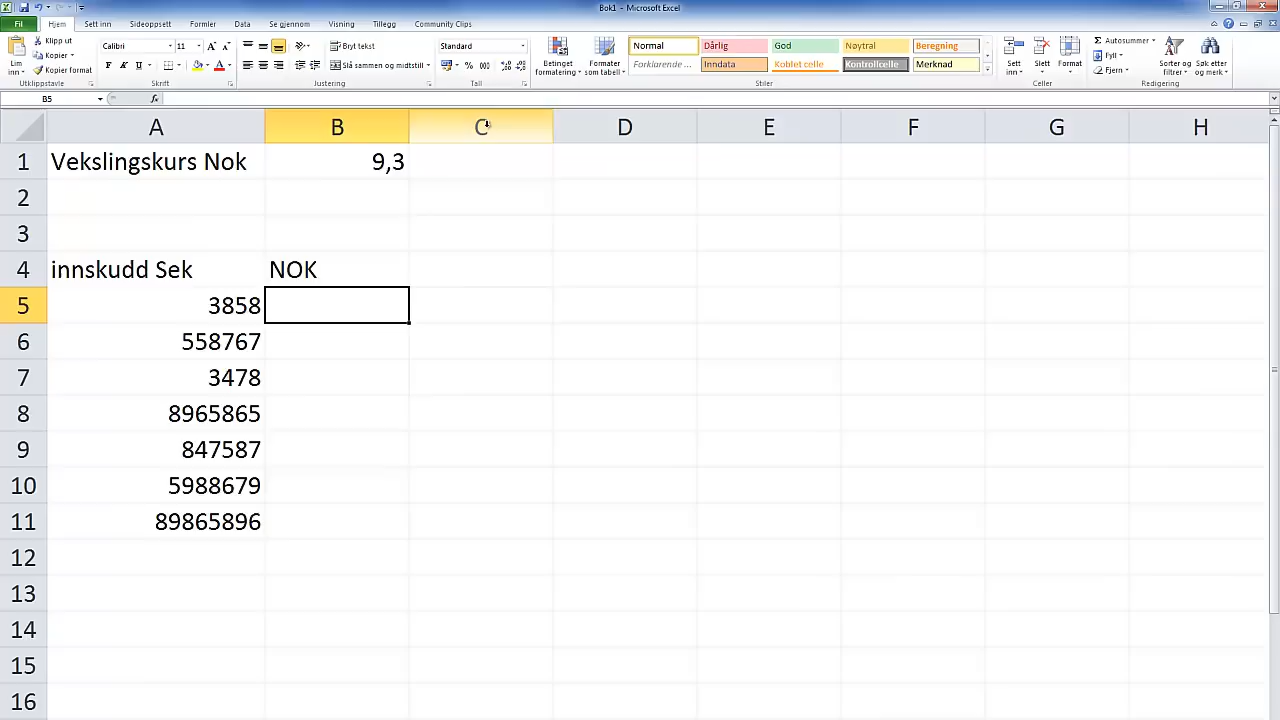 Bok1 - Microsoft Excel
Fil Hjem Sett inn Sideoppsett Formler Data Se gjennom Visning Tillegg Community Clips
Lim inn Klipp ut Kopier Kopier format Utklippstavle
Calibri 11 F K U Skrift
Bryt tekst Slå sammen og midtstill Justering
Standard % 000 Tall
Betinget formatering Formater som tabell
Normal Dårlig God Nøytral Beregning
Forklarende ... Inndata Koblet celle Kontrollcelle Merknad
Stiler
Sett inn Slett Format Celler
Autosummer Fyll Fjern Sorter og filtrer Søk etter og merk Redigering
B5 fx
A B C D E F G H
1 Vekslingskurs Nok 9,3
2
3
4 innskudd Sek NOK
5 3858
6 558767
7 3478
8 8965865
9 847587
10 5988679
11 89865896
12
13
14
15
16